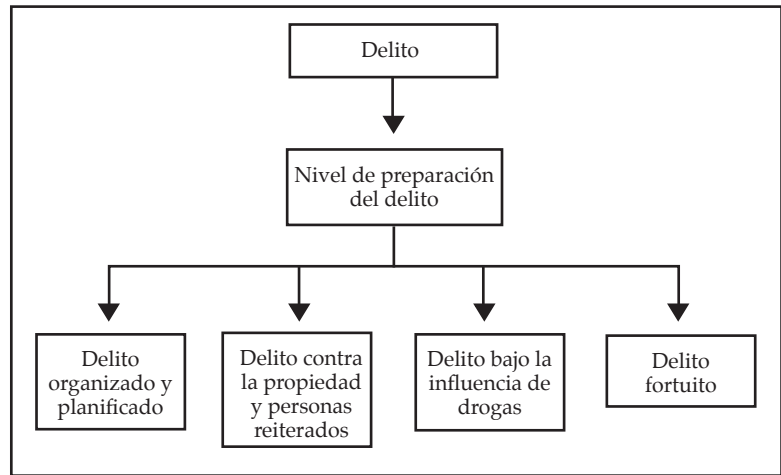 Delito
Nivel de preparación
del delito
Delito
organizado y
planificado
Delito contra
la propiedad
y personas
reiterados
Delito bajo la
influencia de
drogas
Delito
fortuito